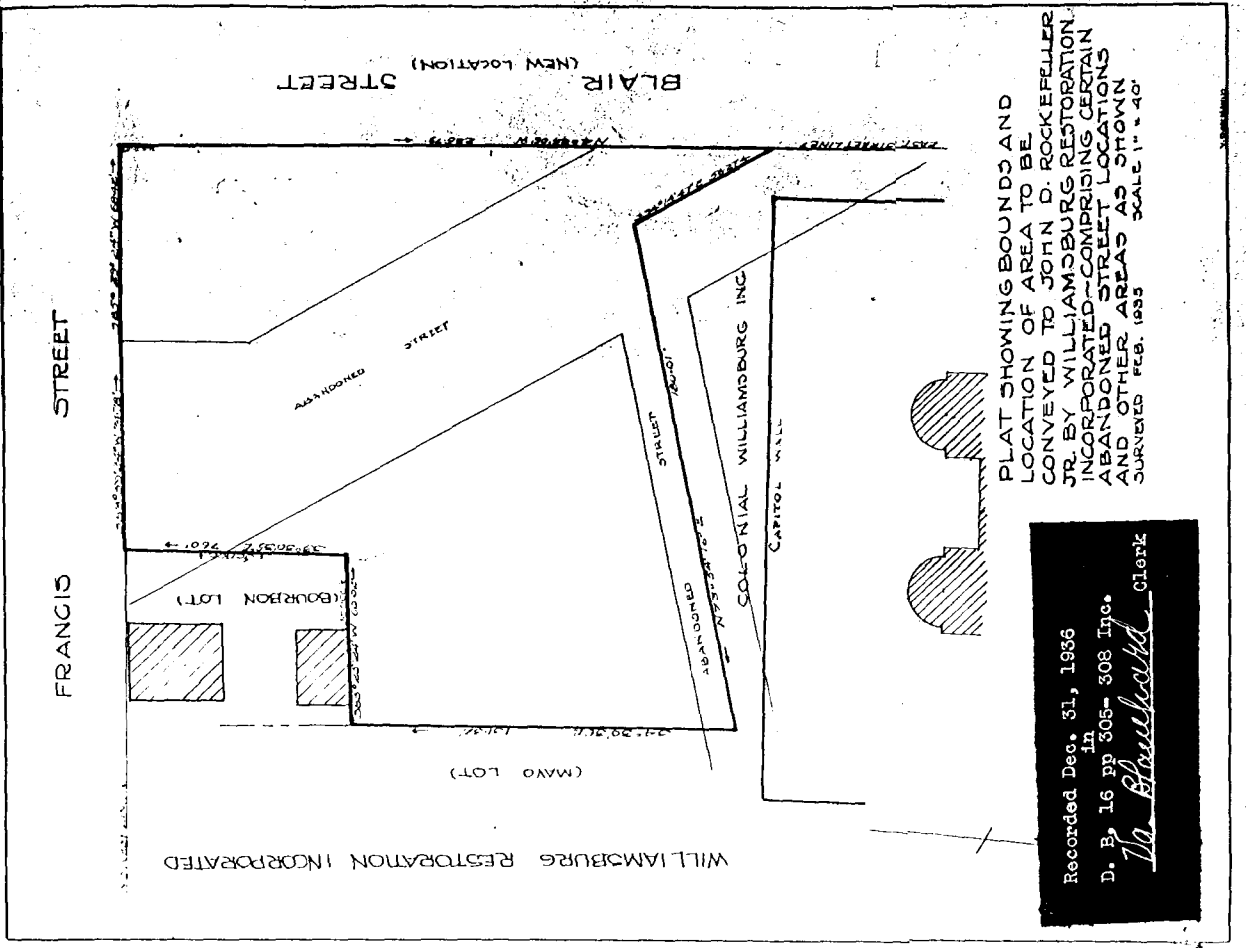 PLAT SHOWING BOUNDS AND
LOCATION OF AREA TO BE
CONVEYED TO JOHN D. ROCKEFELLER
JR. BY WILLIAMSBURG RESTORATION
INCORPORATED~COMPRISING CERTAIN
ABANDONED STREET LOCATIONS
AND OTHER AREAS AS SHOWN
SURVEYED FEB. 1935 SCALE 1" = 40'
Recorded Dec. 31, 1936
in
D. B, 16 pp 305- 308 Inc.
Clerk
FRANCIS STREET
BLAIR STREET
(NEW LOCATION)
EAST STREET LINE
ABANDONED STREET
ABANDONED STREET
COLONIAL WILLIAMSBURG INC.
CAPITOL WALL
(BOURBON LOT)
(MAYO LOT)
WILLIAMSBURG RESTORATION INCORPORATED